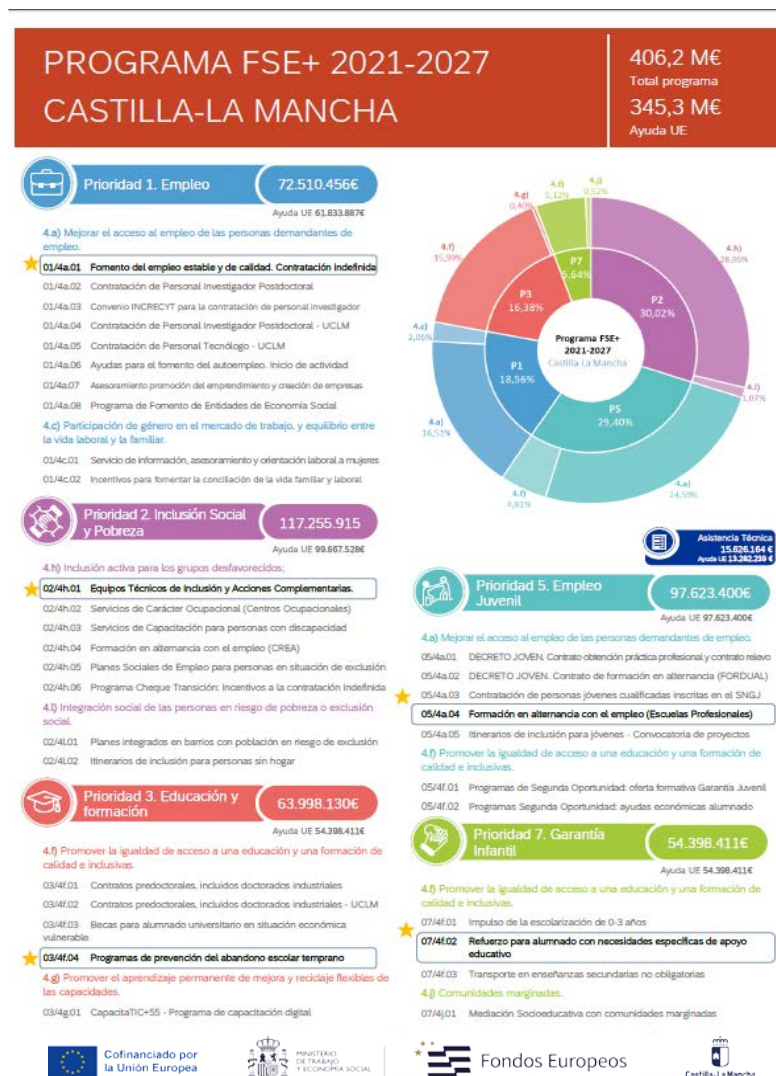 PROGRAMA FSE+ 2021-2027
CASTILLA-LA MANCHA
406,2 M€
Total programa
345,3 M€
Ayuda UE
Prioridad 1. Empleo
72.510.456€
Ayuda UE 61.833.887€
4.a) Mejorar el acceso al empleo de las personas demandantes de
empleo.
01/4a.01 Fomento del empleo estable y de calidad. Contratación indefinida
01/4a.02 Contratación de Personal Investigador Postdoctoral
01/4a.03 Convenio INCRECYT para la contratación de personal investigador
01/4a.04 Contratación de Personal Investigador Postdoctoral - UCLM
01/4a.05 Contratación de Personal Tecnólogo - UCLM
01/4a.06 Ayudas para el fomento del autoempleo. Inicio de actividad
01/4a.07 Asesoramiento promoción del emprendimiento y creación de empresas
01/4a.08 Programa de Fomento de Entidades de Economía Social
4.c) Participación de género en el mercado de trabajo, y equilibrio entre
la vida laboral y la familiar.
01/4c.01 Servicio de información, asesoramiento y orientación laboral a mujeres
01/4c.02 Incentivos para fomentar la conciliación de la vida familiar y laboral
Prioridad 2. Inclusión Social
y Pobreza
117.255.915
Ayuda UE 99.667.528€
4.h) Inclusión activa para los grupos desfavorecidos;
02/4h.01 Equipos Técnicos de Inclusión y Acciones Complementarias.
02/4h.02 Servicios de Carácter Ocupacional (Centros Ocupacionales)
02/4h.03 Servicios de Capacitación para personas con discapacidad
02/4h.04 Formación en alternancia con el empleo (CREA)
02/4h.05 Planes Sociales de Empleo para personas en situación de exclusión
02/4h.06 Programa Cheque Transición: Incentivos a la contratación indefinida
4.l) Integración social de las personas en riesgo de pobreza o exclusión
social.
02/4l.01 Planes integrados en barrios con población en riesgo de exclusión
02/4l.02 Itinerarios de inclusión para personas sin hogar
Prioridad 3. Educación y
formación
63.998.130€
Ayuda UE 54.398.411€
4.f) Promover la igualdad de acceso a una educación y una formación de
calidad e inclusivas.
03/4f.01 Contratos predoctorales, incluidos doctorados industriales
03/4f.02 Contratos predoctorales, incluidos doctorados industriales - UCLM
03/4f.03 Becas para alumnado universitario en situación económica
vulnerable
03/4f.04 Programas de prevención del abandono escolar temprano
4.g) Promover el aprendizaje permanente de mejora y reciclaje flexibles de
las capacidades.
03/4g.01 CapacitaTIC+55 - Programa de capacitación digital
4.g)
0,40%
4.f)
5,12%
4.j)
0,52%
4.f)
15,99%
4.h)
28,95%
P7
5,64%
P3
16,38%
P2
30,02%
4.c)
2,05%
Programa FSE+
2021-2027
Castilla-La Mancha
P1
18,56%
4.l)
1,07%
P5
29,40%
4.a)
16,51%
4.f)
4,81%
4.a)
24,59%
Asistencia Técnica
15.626.164 €
Ayuda UE 13.282.239 €
Prioridad 5. Empleo
Juvenil
97.623.400€
Ayuda UE 97.623.400€
4.a) Mejorar el acceso al empleo de las personas demandantes de empleo.
05/4a.01 DECRETO JOVEN. Contrato obtención práctica profesional y contrato relevo
05/4a.02 DECRETO JOVEN. Contrato de formación en alternancia (FORDUAL)
05/4a.03 Contratación de personas jóvenes cualificadas inscritas en el SNGJ
05/4a.04 Formación en alternancia con el empleo (Escuelas Profesionales)
05/4a.05 Itinerarios de inclusión para jóvenes - Convocatoria de proyectos
4.f) Promover la igualdad de acceso a una educación y una formación de
calidad e inclusivas.
05/4f.01 Programas de Segunda Oportunidad: oferta formativa Garantía Juvenil
05/4f.02 Programas Segunda Oportunidad: ayudas económicas alumnado
Prioridad 7. Garantía
Infantil
54.398.411€
Ayuda UE 54.398.411€
4.f) Promover la igualdad de acceso a una educación y una formación de
calidad e inclusivas.
07/4f.01 Impulso de la escolarización de 0-3 años
07/4f.02 Refuerzo para alumnado con necesidades específicas de apoyo
educativo
07/4f.03 Transporte en enseñanzas secundarias no obligatorias
4.j) Comunidades marginadas.
07/4j.01 Mediación Socioeducativa con comunidades marginadas
Cofinanciado por
la Unión Europea
MINISTERIO
DE TRABAJO
Y ECONOMÍA SOCIAL
Fondos Europeos
Castilla-La Mancha